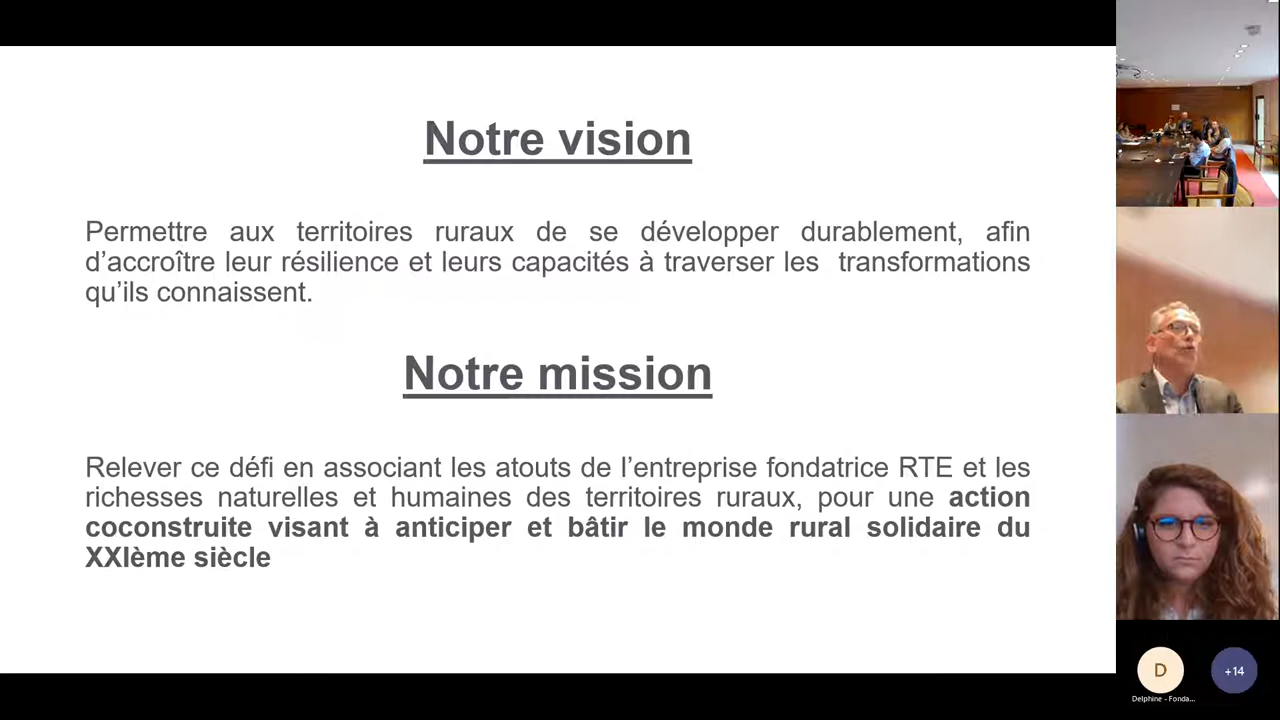 Notre vision
Permettre aux territoires ruraux de se développer durablement, afin
d’accroître leur résilience et leurs capacités à traverser les  transformations
qu’ils connaissent.
Notre mission
Relever ce défi en associant les atouts de l’entreprise fondatrice RTE et les
richesses naturelles et humaines des territoires ruraux, pour une action
coconstruite visant à anticiper et bâtir le monde rural solidaire du
XXIème siècle
D
+14
Delphine - Fonda...